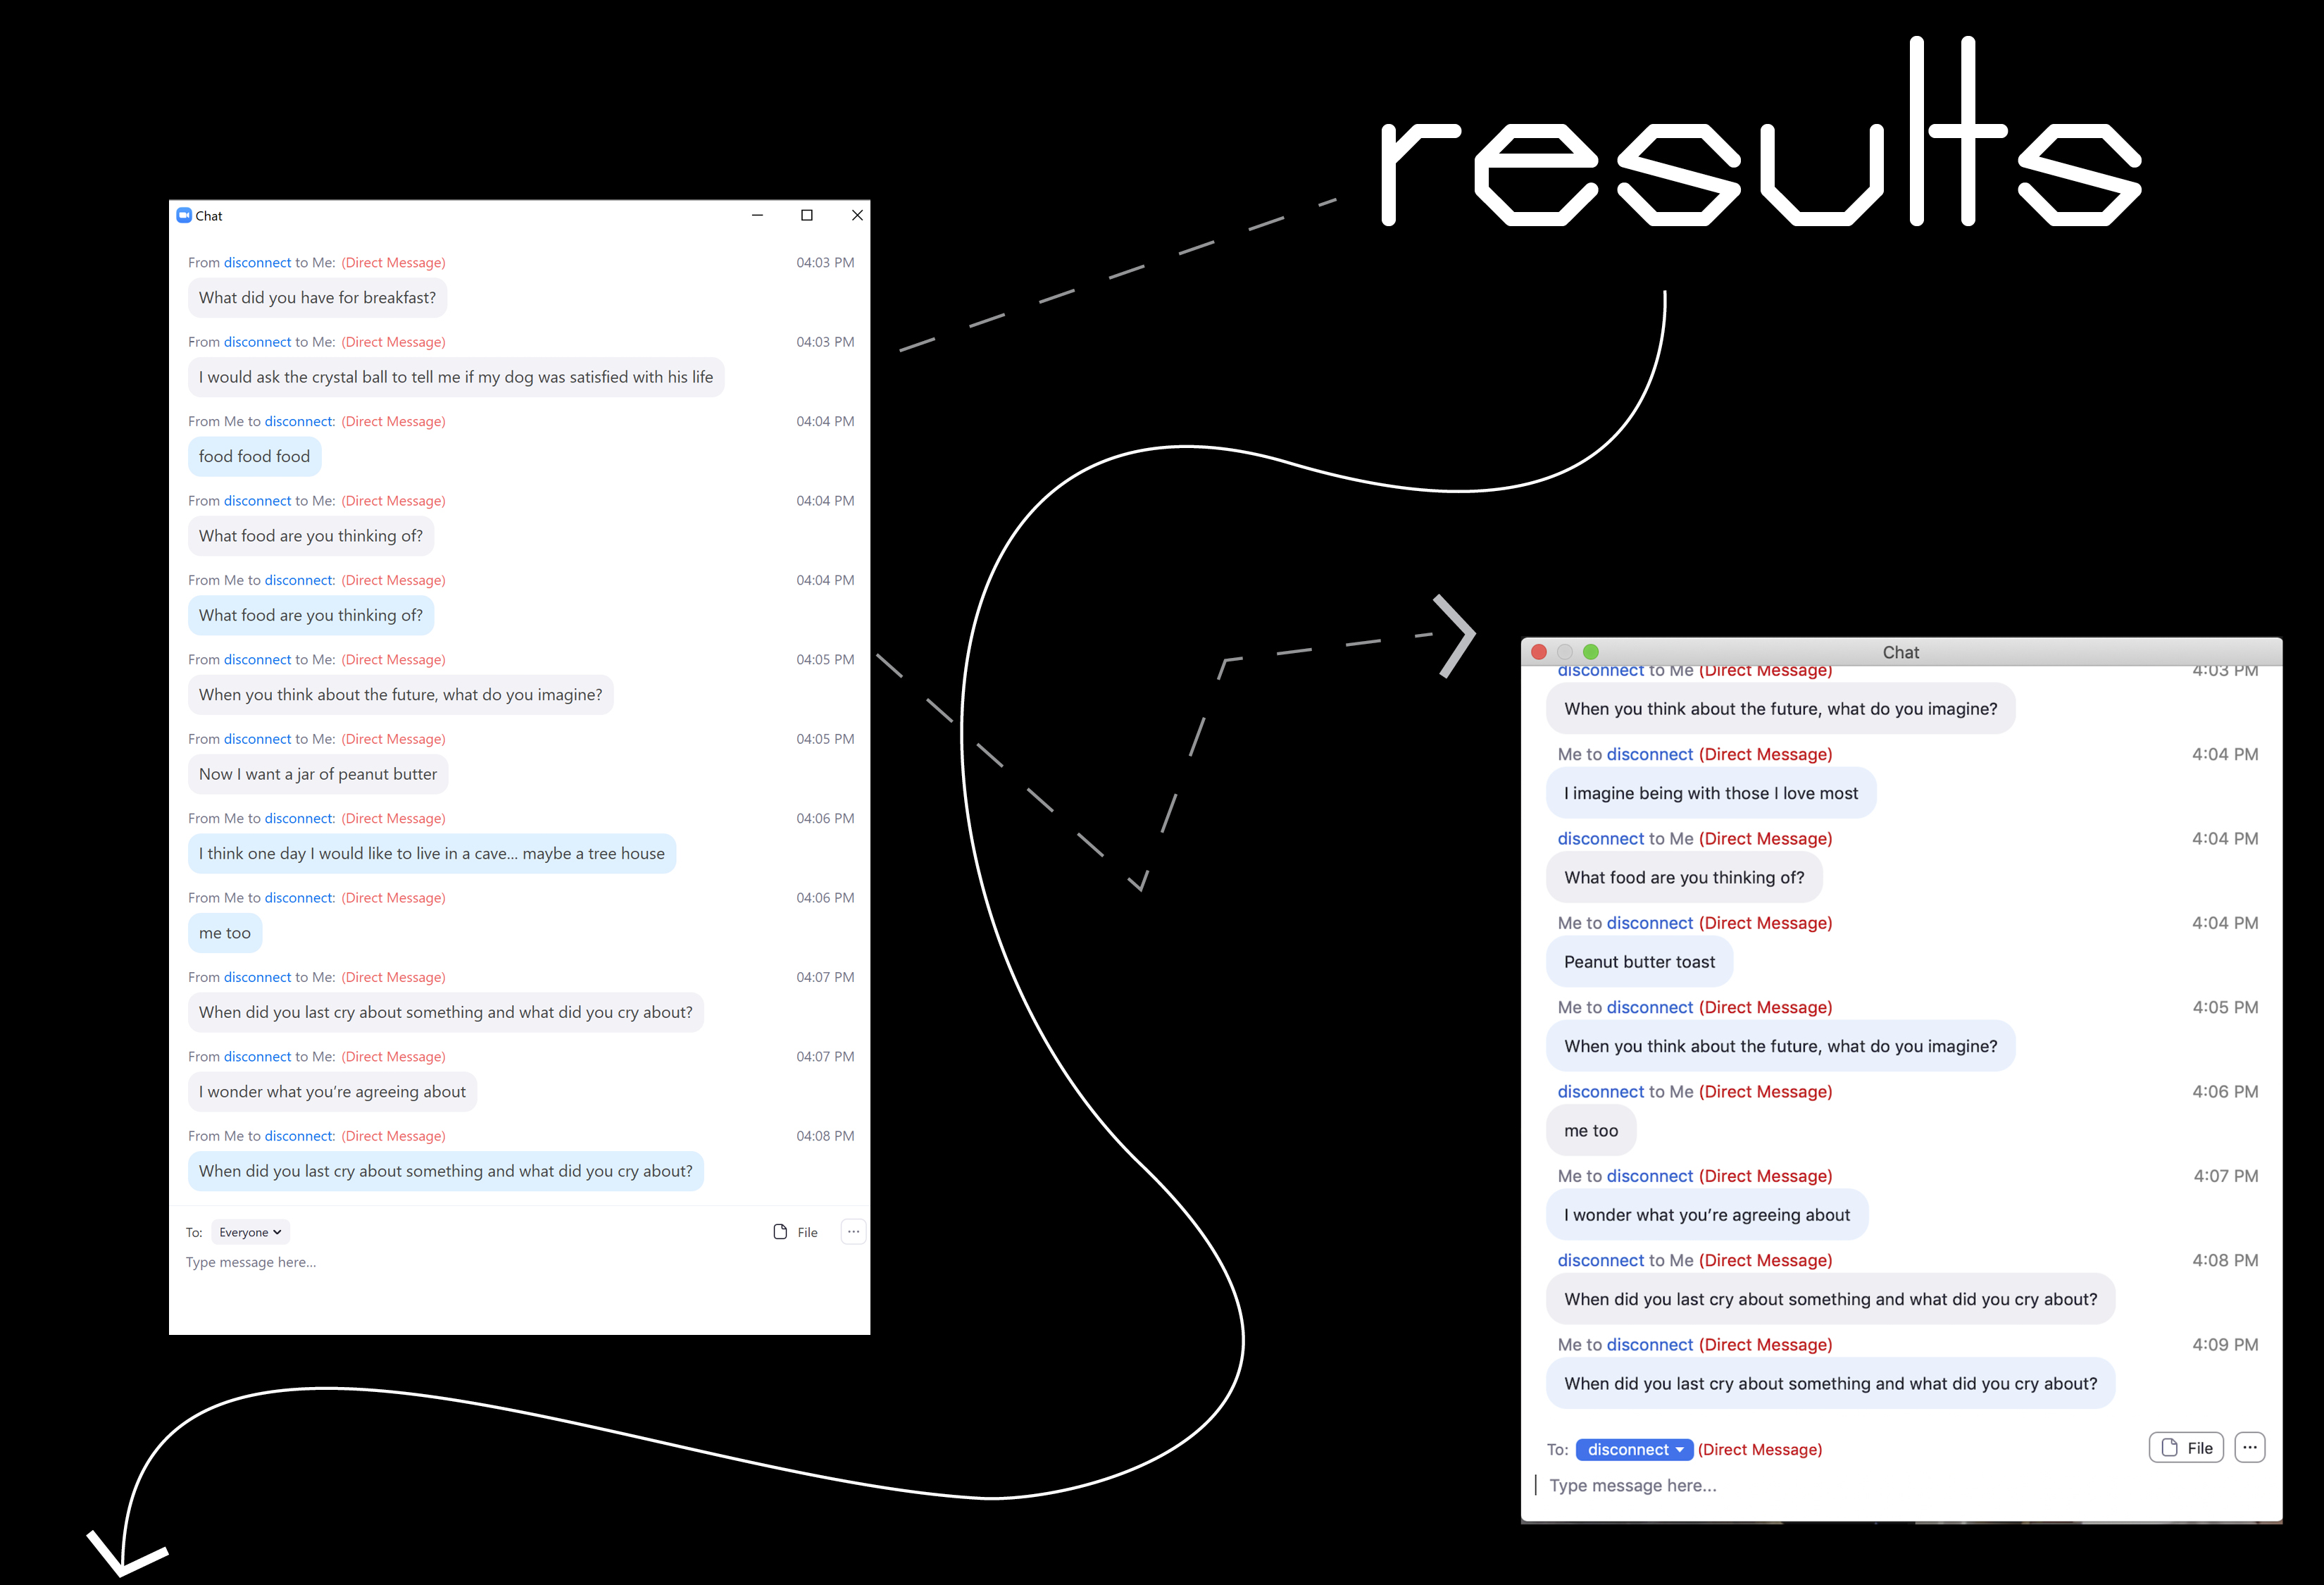 results
Chat
From disconnect to Me: (Direct Message) 04:03 PM
What did you have for breakfast?
From disconnect to Me: (Direct Message) 04:03 PM
I would ask the crystal ball to tell me if my dog was satisfied with his life
From Me to disconnect: (Direct Message) 04:04 PM
food food food
From disconnect to Me: (Direct Message) 04:04 PM
What food are you thinking of?
From Me to disconnect: (Direct Message) 04:04 PM
What food are you thinking of?
From disconnect to Me: (Direct Message) 04:05 PM
When you think about the future, what do you imagine?
From disconnect to Me: (Direct Message) 04:05 PM
Now I want a jar of peanut butter
From Me to disconnect: (Direct Message) 04:06 PM
I think one day I would like to live in a cave... maybe a tree house
From Me to disconnect: (Direct Message) 04:06 PM
me too
From disconnect to Me: (Direct Message) 04:07 PM
When did you last cry about something and what did you cry about?
From disconnect to Me: (Direct Message) 04:07 PM
I wonder what you're agreeing about
From Me to disconnect: (Direct Message) 04:08 PM
When did you last cry about something and what did you cry about?
To: Everyone File ...
Type message here...
Chat
disconnect to Me (Direct Message) 4:03 PM
When you think about the future, what do you imagine?
Me to disconnect (Direct Message) 4:04 PM
I imagine being with those I love most
disconnect to Me (Direct Message) 4:04 PM
What food are you thinking of?
Me to disconnect (Direct Message) 4:04 PM
Peanut butter toast
Me to disconnect (Direct Message) 4:05 PM
When you think about the future, what do you imagine?
disconnect to Me (Direct Message) 4:06 PM
me too
Me to disconnect (Direct Message) 4:07 PM
I wonder what you're agreeing about
disconnect to Me (Direct Message) 4:08 PM
When did you last cry about something and what did you cry about?
Me to disconnect (Direct Message) 4:09 PM
When did you last cry about something and what did you cry about?
To: disconnect (Direct Message) File ...
Type message here...